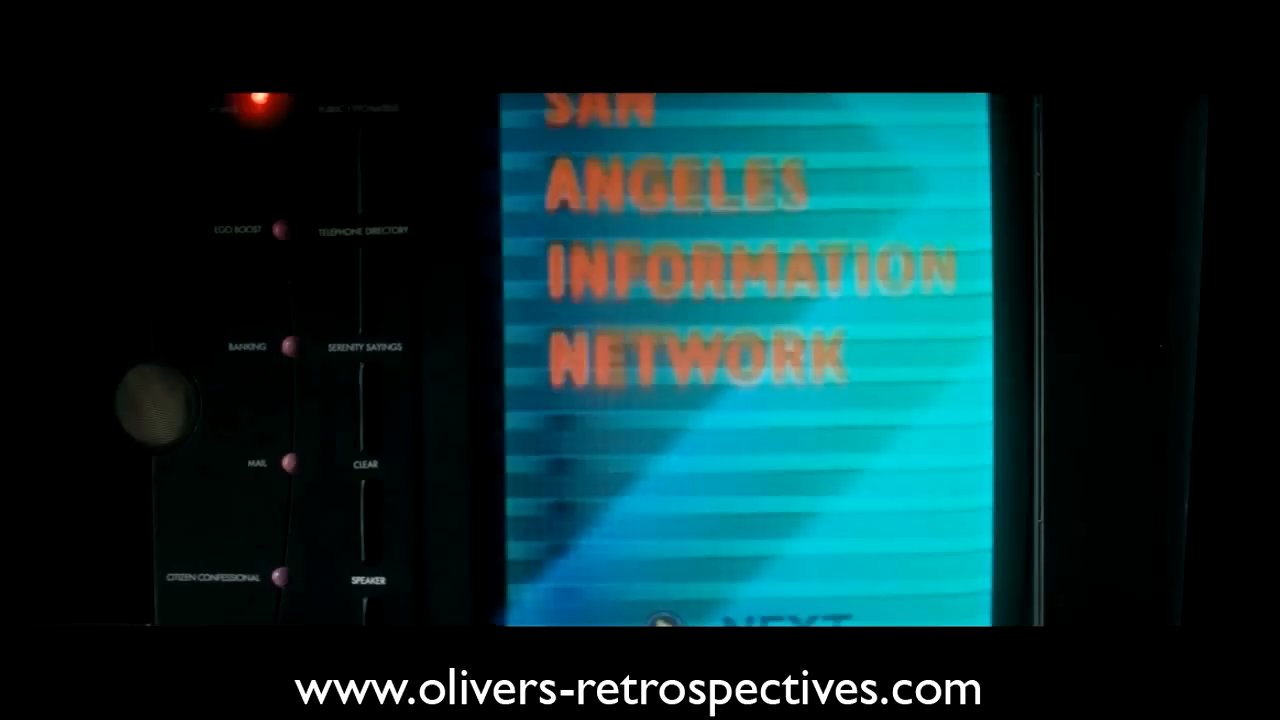 SAN
ANGELES
INFORMATION
NETWORK
EGO BOOST
TELEPHONE DIRECTORY
BANKING
SERENITY SAYINGS
MAIL
CLEAR
CITIZEN CONFESSIONAL
SPEAKER
NEXT
www.olivers-retrospectives.com